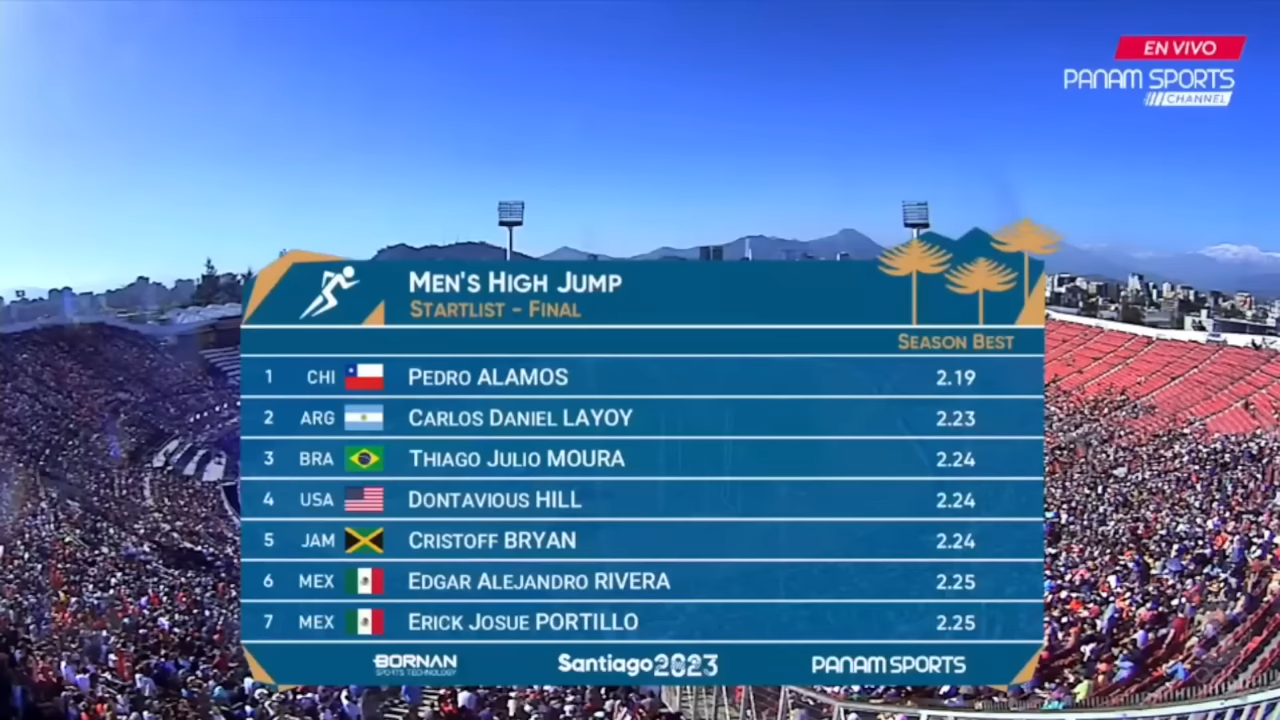 EN VIVO
PANAM SPORTS
CHANNEL
MEN'S HIGH JUMP
STARTLIST - FINAL
SEASON BEST
1 CHI PEDRO ALAMOS 2.19
2 ARG CARLOS DANIEL LAYOY 2.23
3 BRA THIAGO JULIO MOURA 2.24
4 USA DONTAVIOUS HILL 2.24
5 JAM CRISTOFF BRYAN 2.24
6 MEX EDGAR ALEJANDRO RIVERA 2.25
7 MEX ERICK JOSUE PORTILLO 2.25
BORNAN Santiago2023 PANAM SPORTS
SPORTS TECHNOLOGY